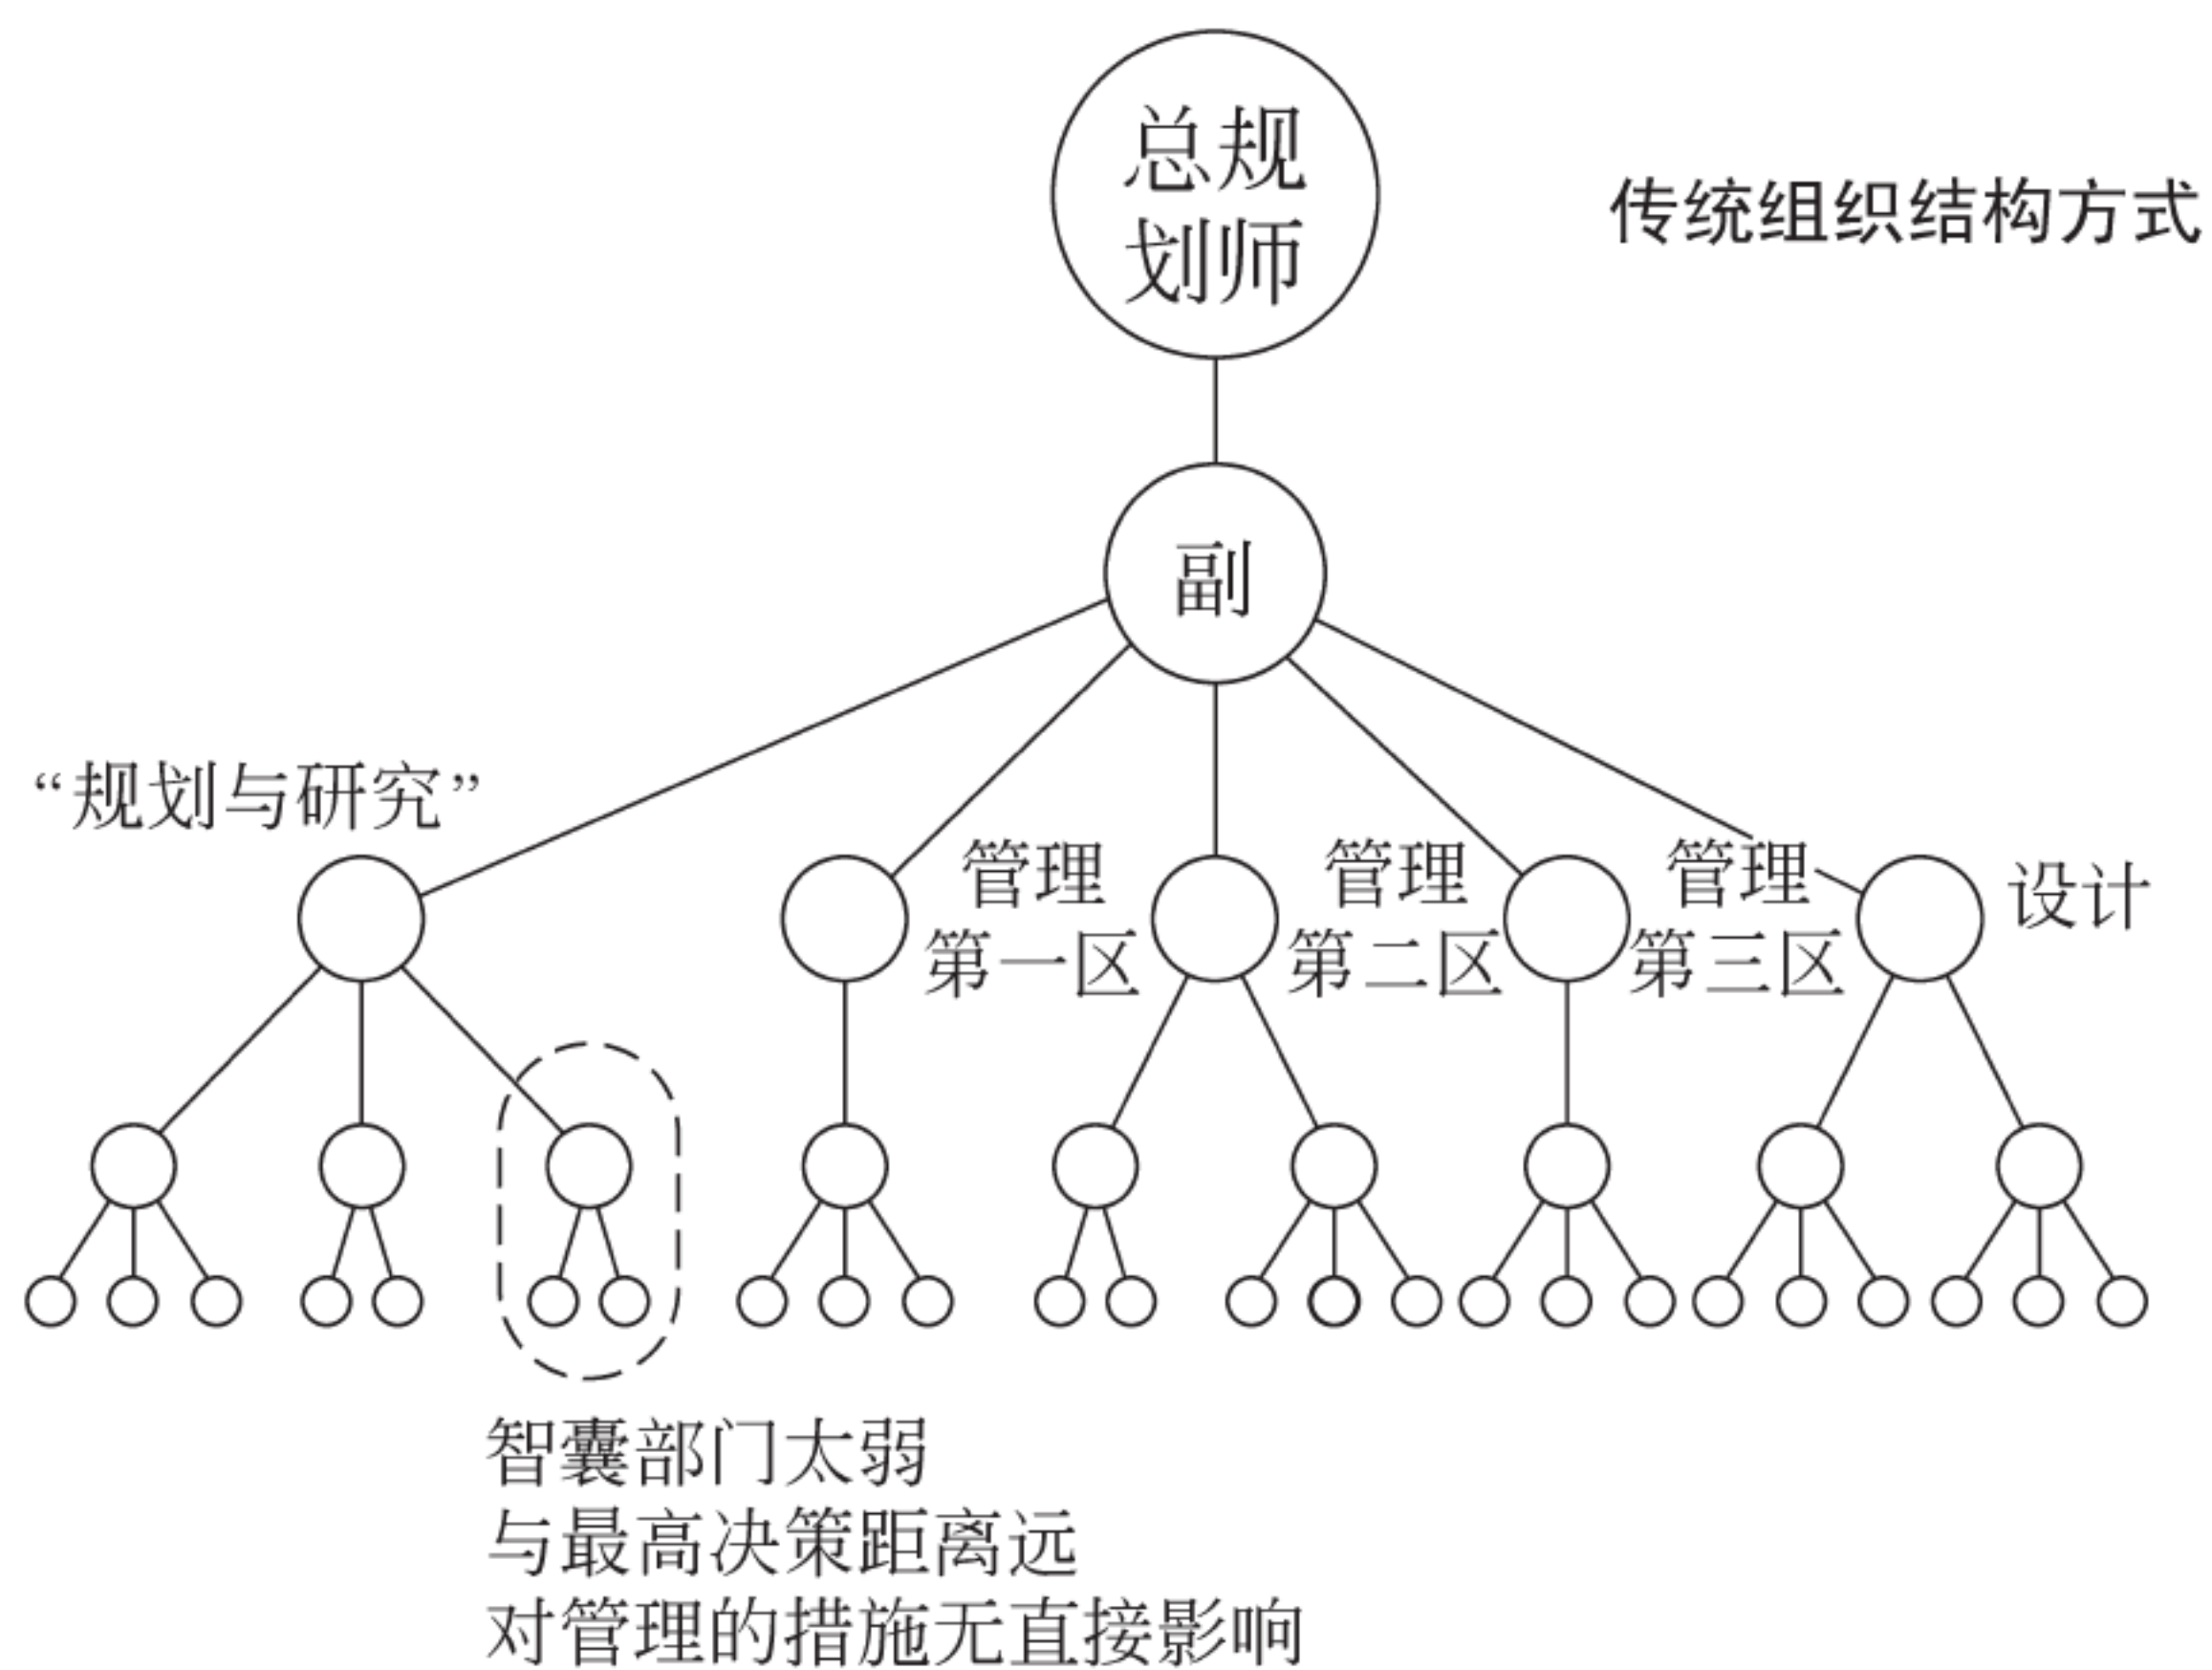 总规
划师
传统组织结构方式
副
“规划与研究”
管理
第一区
管理
第二区
管理
第三区
设计
智囊部门太弱
与最高决策距离远
对管理的措施无直接影响